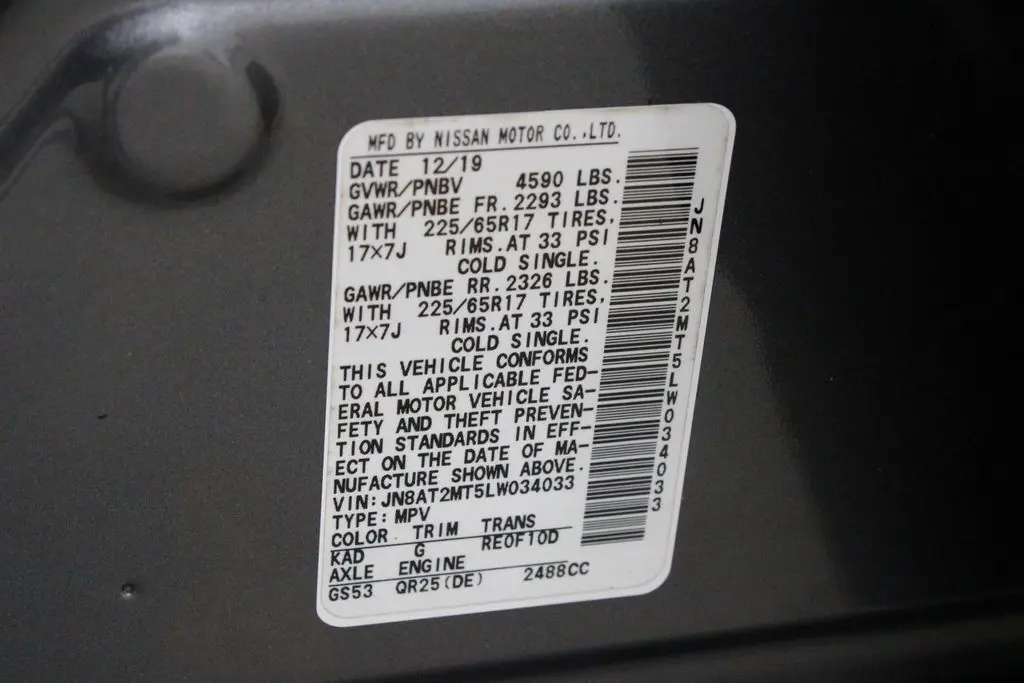 MFD BY NISSAN MOTOR CO.,LTD.
DATE 12/19
GVWR/PNBV 4590 LBS.
GAWR/PNBE FR. 2293 LBS.
WITH 225/65R17 TIRES,
17×7J RIMS.AT 33 PSI
COLD SINGLE.
GAWR/PNBE RR. 2326 LBS.
WITH 225/65R17 TIRES,
17×7J RIMS.AT 33 PSI
COLD SINGLE.
THIS VEHICLE CONFORMS
TO ALL APPLICABLE FED-
ERAL MOTOR VEHICLE SA-
FETY AND THEFT PREVEN-
TION STANDARDS IN EFF-
ECT ON THE DATE OF MA-
NUFACTURE SHOWN ABOVE.
VIN:JN8AT2MT5LW034033
TYPE:MPV
COLOR TRIM TRANS
KAD G RE0F10D
AXLE ENGINE
GS53 QR25(DE) 2488CC
JN8AT2MT5LW034033